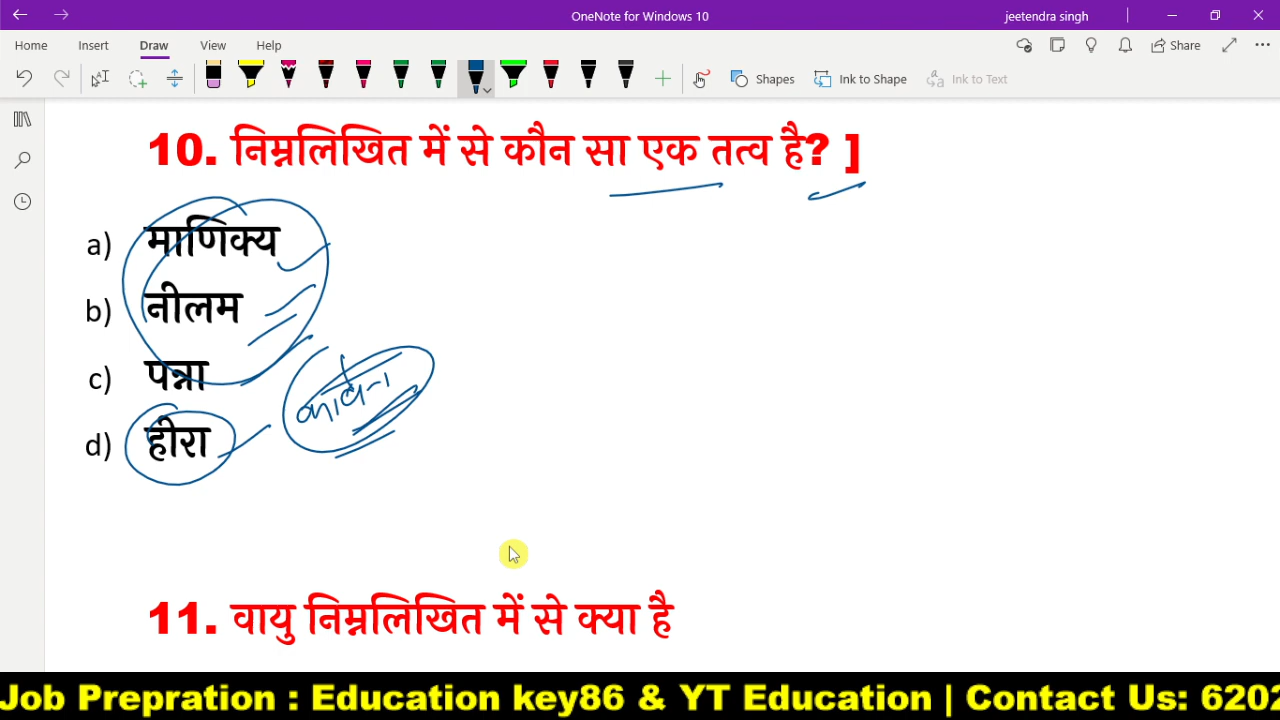 OneNote for Windows 10
jeetendra singh
Home Insert Draw View Help
Share
Shapes Ink to Shape Ink to Text
10. निम्नलिखित में से कौन सा एक तत्व है? ]
a) माणिक्य
b) नीलम
c) पन्ना
d) हीरा
11. वायु निम्नलिखित में से क्या है
Job Prepration : Education key86 & YT Education | Contact Us: 6202